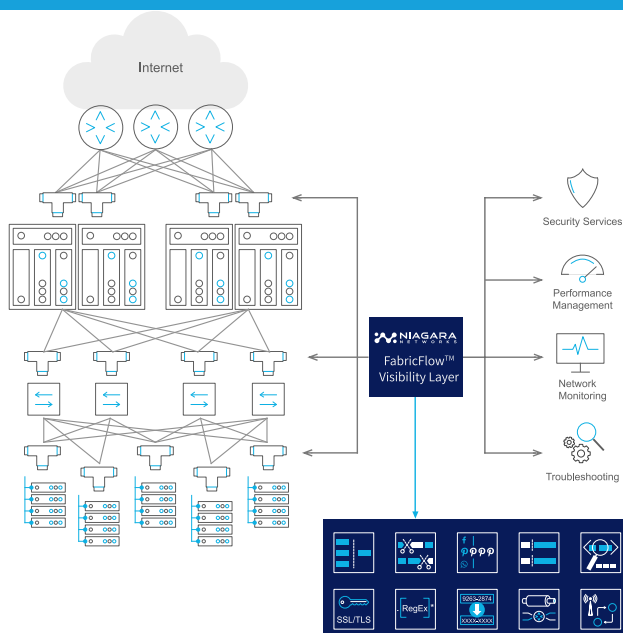 Internet
Security Services
Performance
Management
NIAGARA
NETWORKS
FabricFlow™
Visibility Layer
Network
Monitoring
Troubleshooting
SSL/TLS
RegEx
*
9263-2874
XXXX-XXXX